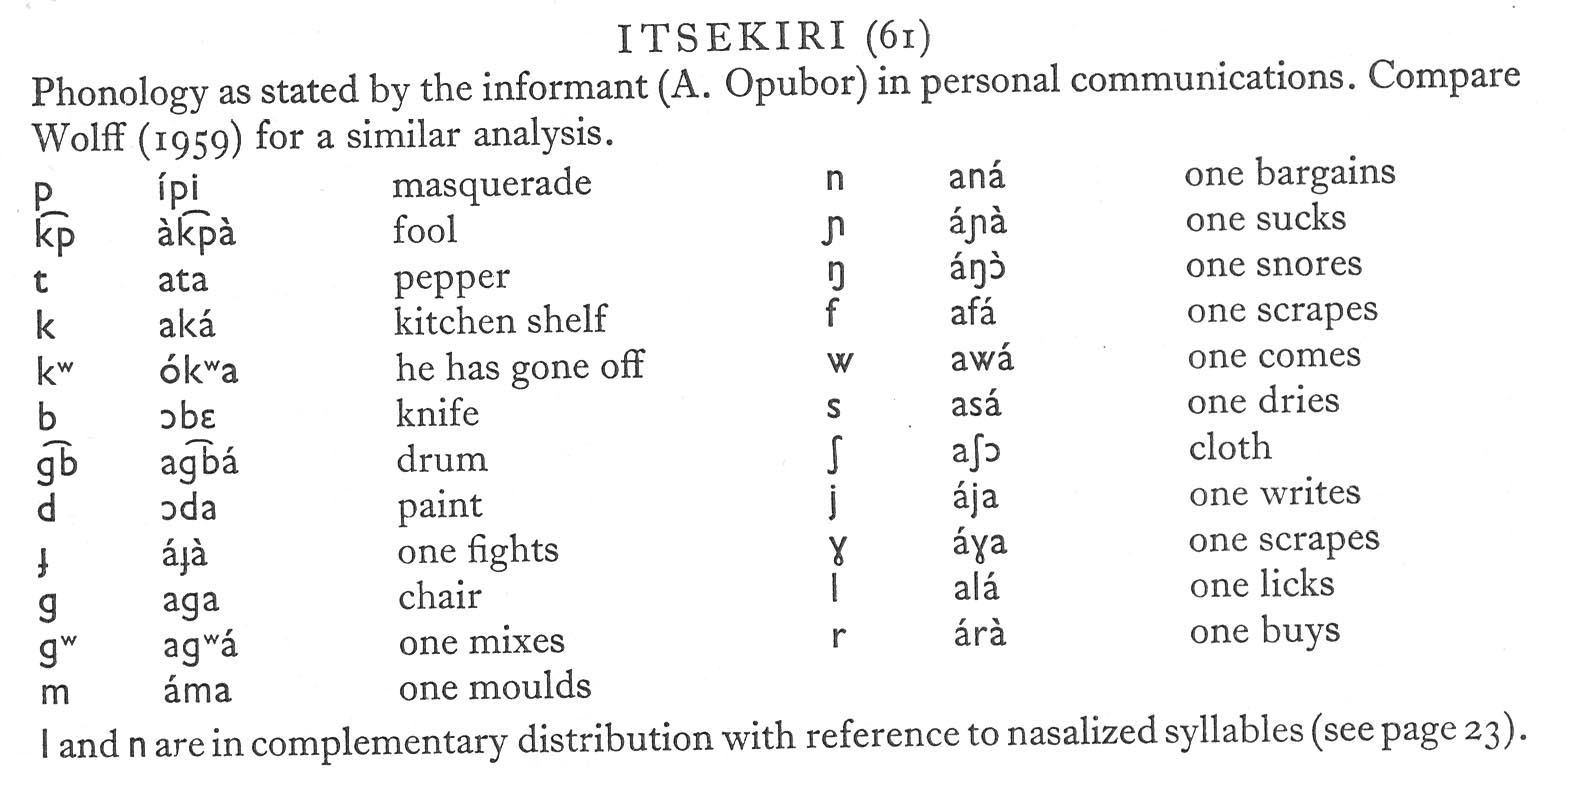 ITSEKIRI (61)
Phonology as stated by the informant (A. Opubor) in personal communications. Compare
Wolff (1959) for a similar analysis.
p ípi masquerade n aná one bargains
k͡p àk͡pà fool ɲ áɲà one sucks
t ata pepper ŋ áŋɔ̀ one snores
k aká kitchen shelf f afá one scrapes
kʷ ókʷa he has gone off w awá one comes
b ɔbɛ knife s asá one dries
g͡b ag͡bá drum ʃ aʃɔ cloth
d ɔda paint j ája one writes
ɟ áɟà one fights ɣ áɣa one scrapes
g aga chair l alá one licks
gʷ agʷá one mixes r árà one buys
m áma one moulds
l and n are in complementary distribution with reference to nasalized syllables (see page 23).